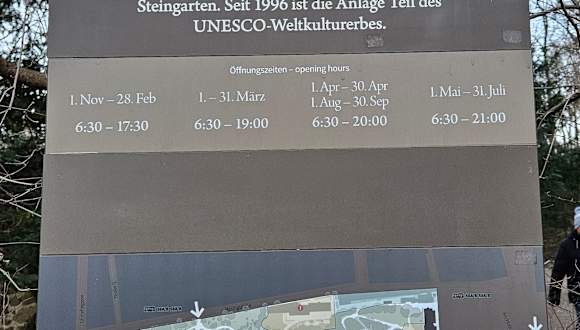 Steingarten. Seit 1996 ist die Anlage Teil des
UNESCO-Weltkulturerbes.
Öffnungszeiten – opening hours
1. Nov – 28. Feb
6:30 – 17:30
1. – 31. März
6:30 – 19:00
1. Apr – 30. Apr
1. Aug – 30. Sep
6:30 – 20:00
1. Mai – 31. Juli
6:30 – 21:00